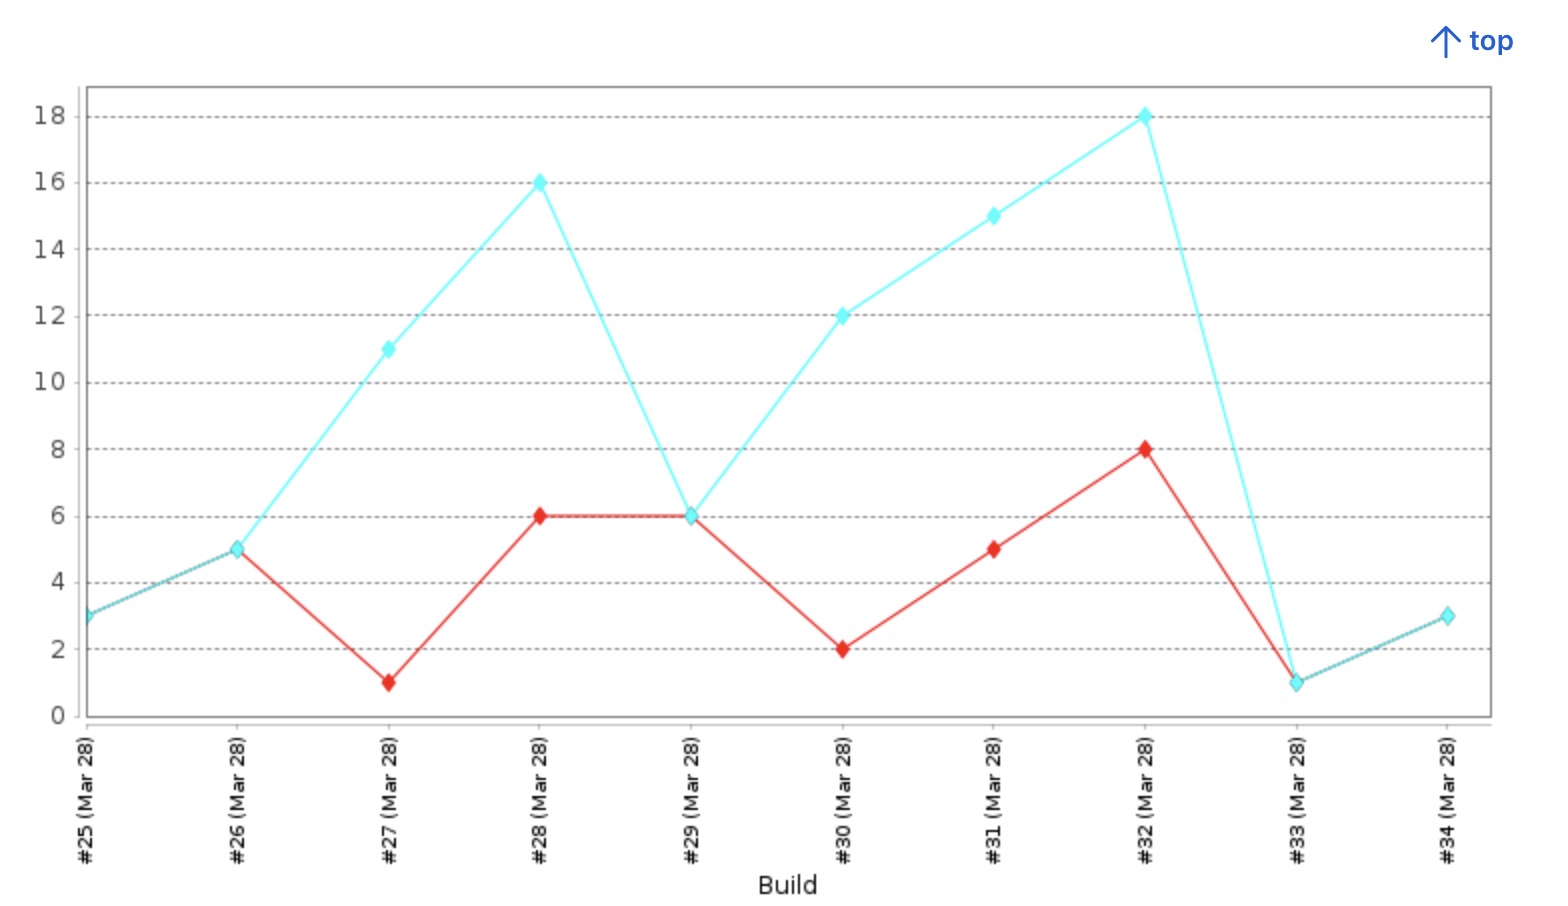 ↑ top
18
16
14
12
10
8
6
4
2
0
#25 (Mar 28)
#26 (Mar 28)
#27 (Mar 28)
#28 (Mar 28)
#29 (Mar 28)
#30 (Mar 28)
#31 (Mar 28)
#32 (Mar 28)
#33 (Mar 28)
#34 (Mar 28)
Build